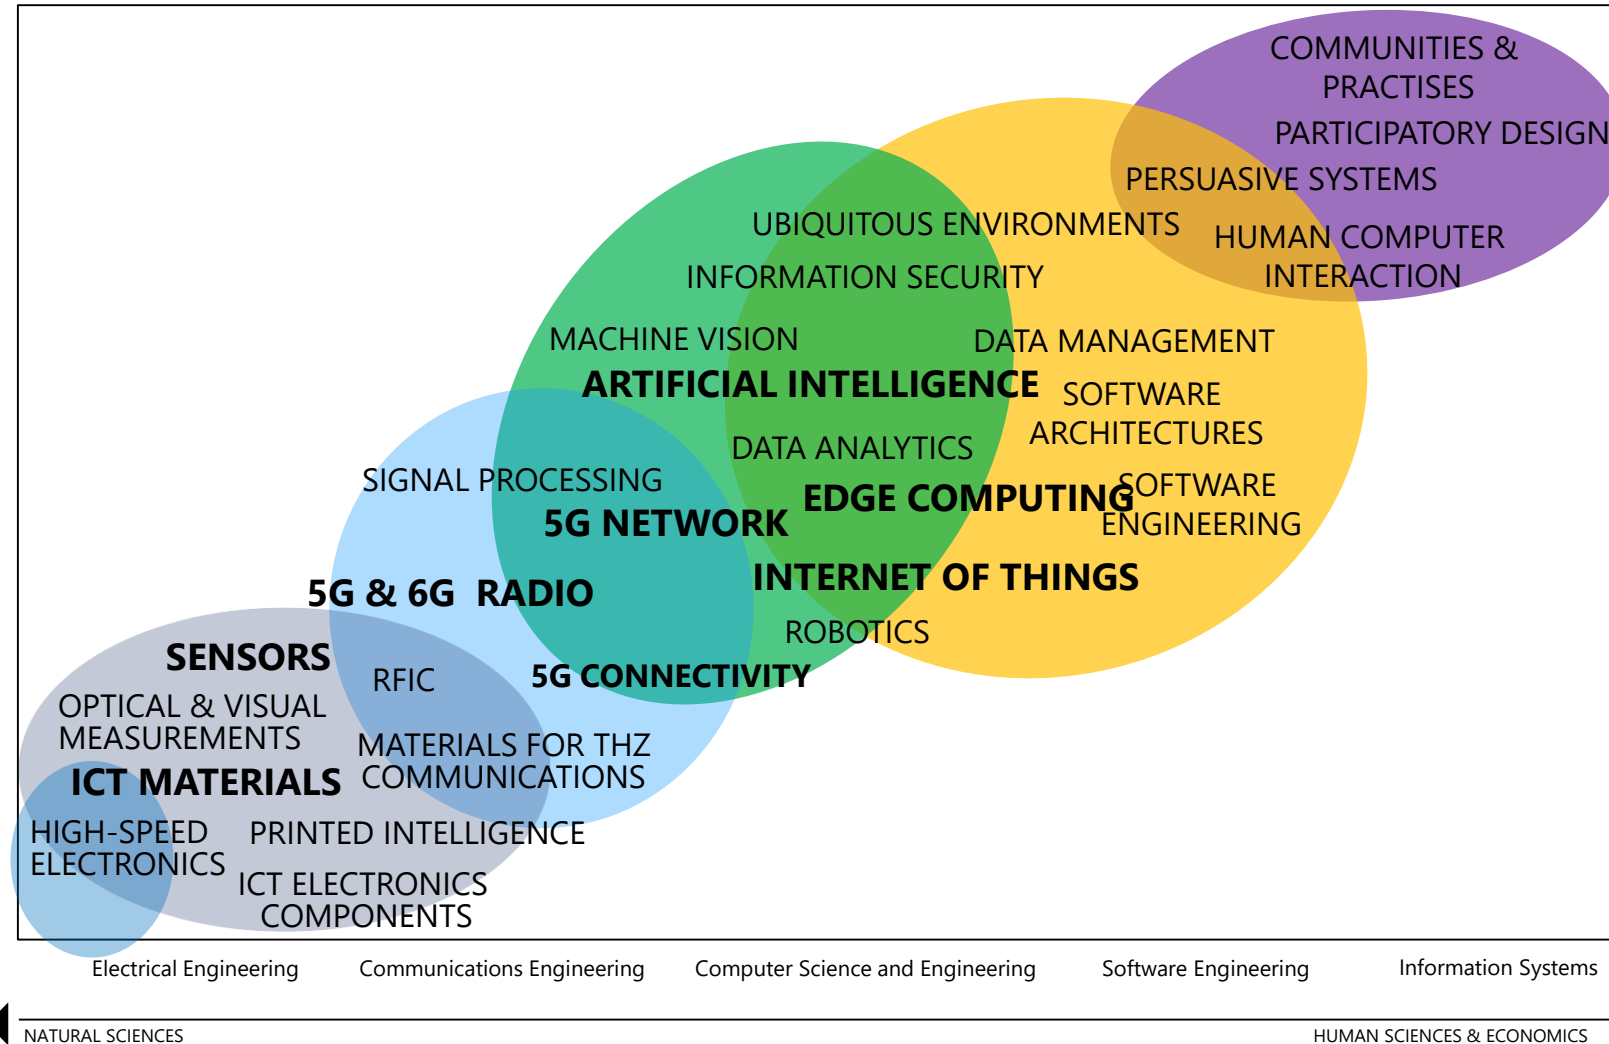 COMMUNITIES &
PRACTISES
PARTICIPATORY DESIGN
PERSUASIVE SYSTEMS
UBIQUITOUS ENVIRONMENTS
HUMAN COMPUTER
INTERACTION
INFORMATION SECURITY
MACHINE VISION
DATA MANAGEMENT
ARTIFICIAL INTELLIGENCE
SOFTWARE
ARCHITECTURES
DATA ANALYTICS
SIGNAL PROCESSING
EDGE COMPUTING
SOFTWARE
ENGINEERING
5G NETWORK
INTERNET OF THINGS
5G & 6G RADIO
ROBOTICS
SENSORS
RFIC
5G CONNECTIVITY
OPTICAL & VISUAL
MEASUREMENTS
MATERIALS FOR THZ
COMMUNICATIONS
ICT MATERIALS
HIGH-SPEED
ELECTRONICS
PRINTED INTELLIGENCE
ICT ELECTRONICS
COMPONENTS
Electrical Engineering
Communications Engineering
Computer Science and Engineering
Software Engineering
Information Systems
NATURAL SCIENCES
HUMAN SCIENCES & ECONOMICS